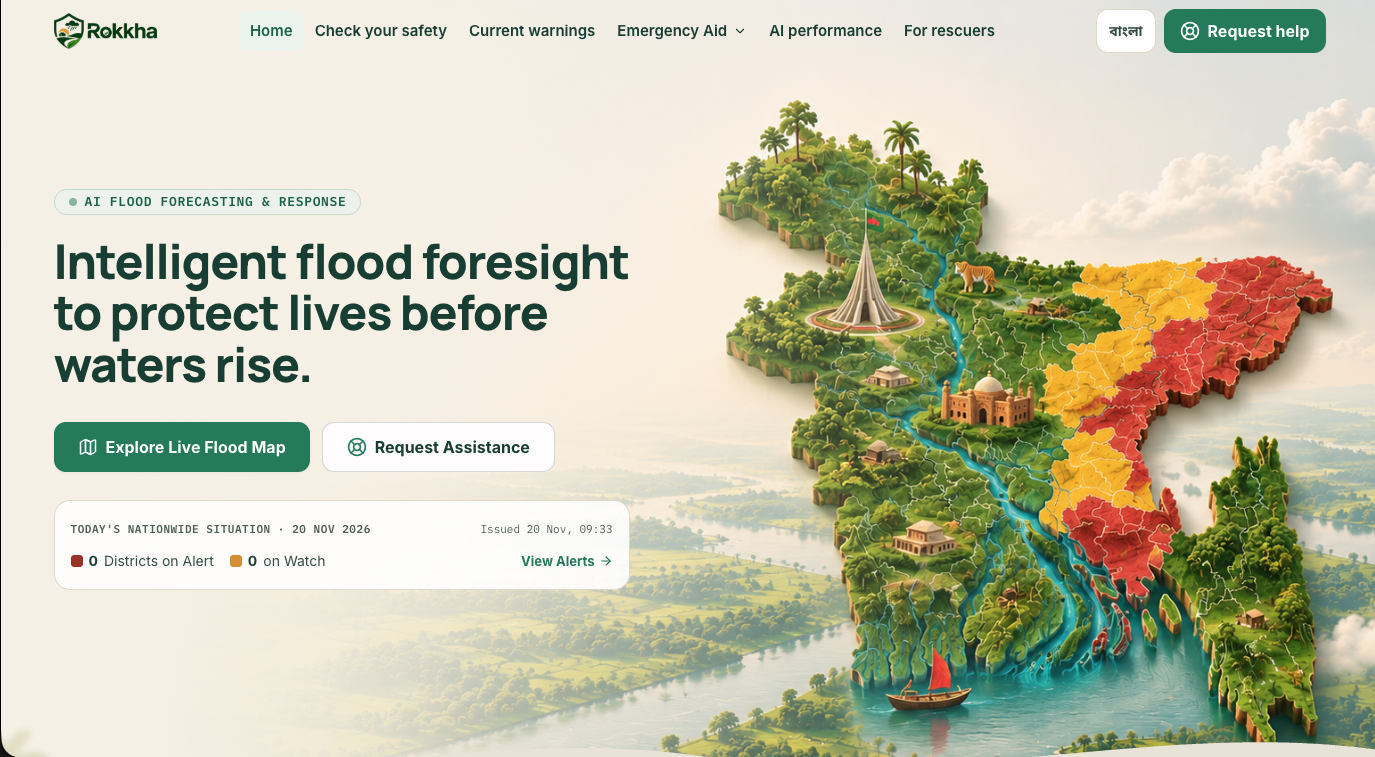 Rokkha
Home
Check your safety
Current warnings
Emergency Aid
AI performance
For rescuers
বাংলা
Request help
AI FLOOD FORECASTING & RESPONSE
Intelligent flood foresight
to protect lives before
waters rise.
Explore Live Flood Map
Request Assistance
TODAY'S NATIONWIDE SITUATION · 20 NOV 2026
Issued 20 Nov, 09:33
0 Districts on Alert
0 on Watch
View Alerts →